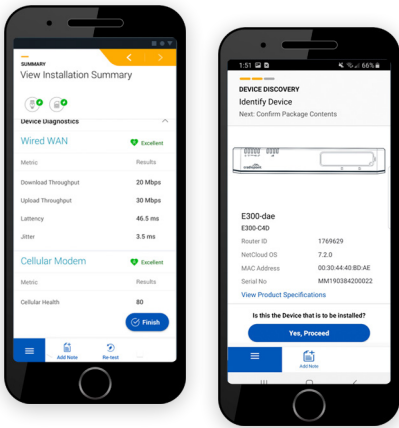 SUMMARY
View Installation Summary
Device Diagnostics
Wired WAN
Excellent
Metric
Results
Download Throughput
20 Mbps
Upload Throughput
30 Mbps
Lattency
46.5 ms
Jitter
3.5 ms
Cellular Modem
Excellent
Metric
Results
Cellular Health
80
Finish
Add Note
Re-test
1:51
66%
DEVICE DISCOVERY
Identify Device
Next: Confirm Package Contents
cradlepoint
E300-dae
E300-C4D
Router ID
1769629
NetCloud OS
7.2.0
MAC Address
00:30:44:40:BD:AE
Serial No
MM190384200022
View Product Specifications
Is this the Device that is to be installed?
Yes, Proceed
Add Note